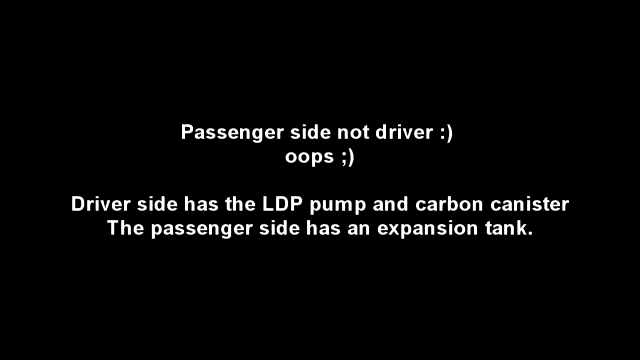 Passenger side not driver :)
oops ;)
Driver side has the LDP pump and carbon canister
The passenger side has an expansion tank.